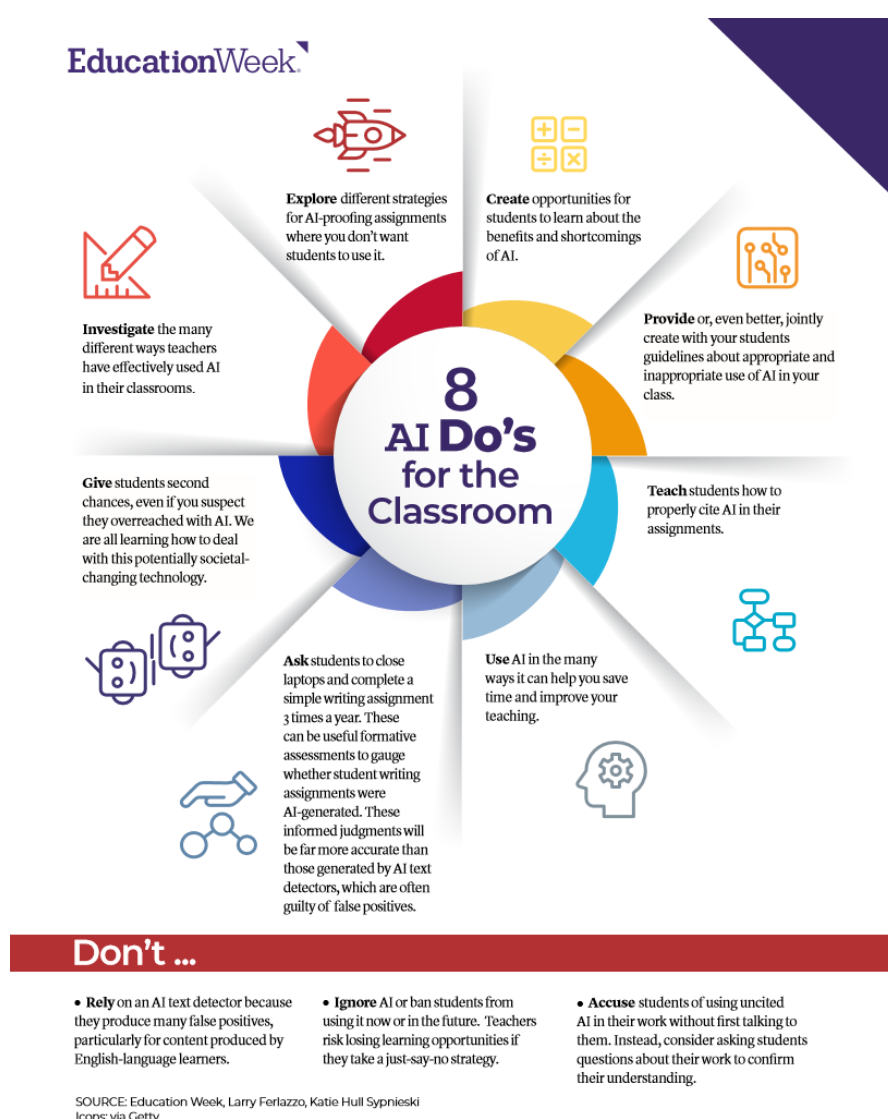 EducationWeek®
Explore different strategies
for AI-proofing assignments
where you don't want
students to use it.
Create opportunities for
students to learn about the
benefits and shortcomings
of AI.
Provide or, even better, jointly
create with your students
guidelines about appropriate and
inappropriate use of AI in your
class.
Teach students how to
properly cite AI in their
assignments.
Use AI in the many
ways it can help you save
time and improve your
teaching.
Ask students to close
laptops and complete a
simple writing assignment
3 times a year. These
can be useful formative
assessments to gauge
whether student writing
assignments were
AI-generated. These
informed judgments will
be far more accurate than
those generated by AI text
detectors, which are often
guilty of false positives.
Give students second
chances, even if you suspect
they overreached with AI. We
are all learning how to deal
with this potentially societal-
changing technology.
Investigate the many
different ways teachers
have effectively used AI
in their classrooms.
8
AI Do's
for the
Classroom
Don't ...
• Rely on an AI text detector because
they produce many false positives,
particularly for content produced by
English-language learners.
• Ignore AI or ban students from
using it now or in the future. Teachers
risk losing learning opportunities if
they take a just-say-no strategy.
• Accuse students of using uncited
AI in their work without first talking to
them. Instead, consider asking students
questions about their work to confirm
their understanding.
SOURCE: Education Week, Larry Ferlazzo, Katie Hull Sypnieski
Icons: via Getty